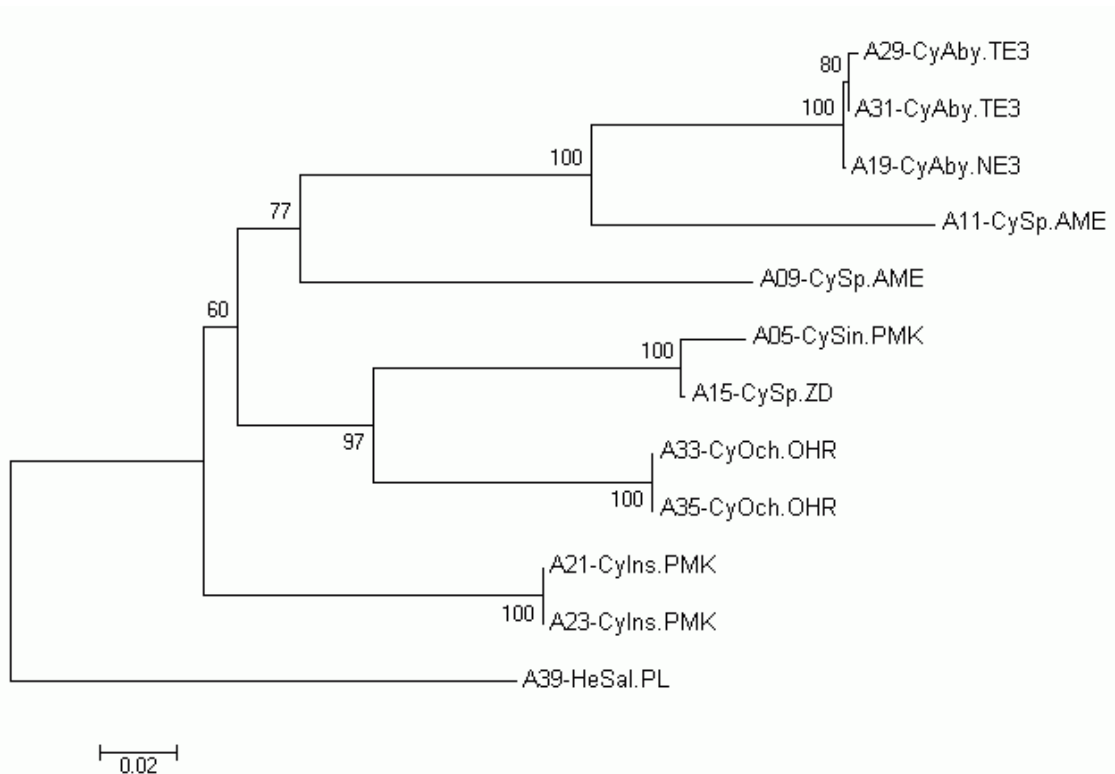 A29-CyAby.TE3
80
100
A31-CyAby.TE3
100
A19-CyAby.NE3
77
A11-CySp.AME
A09-CySp.AME
60
A05-CySin.PMK
100
A15-CySp.ZD
97
A33-CyOch.OHR
100
A35-CyOch.OHR
A21-CyIns.PMK
100
A23-CyIns.PMK
A39-HeSal.PL
0.02